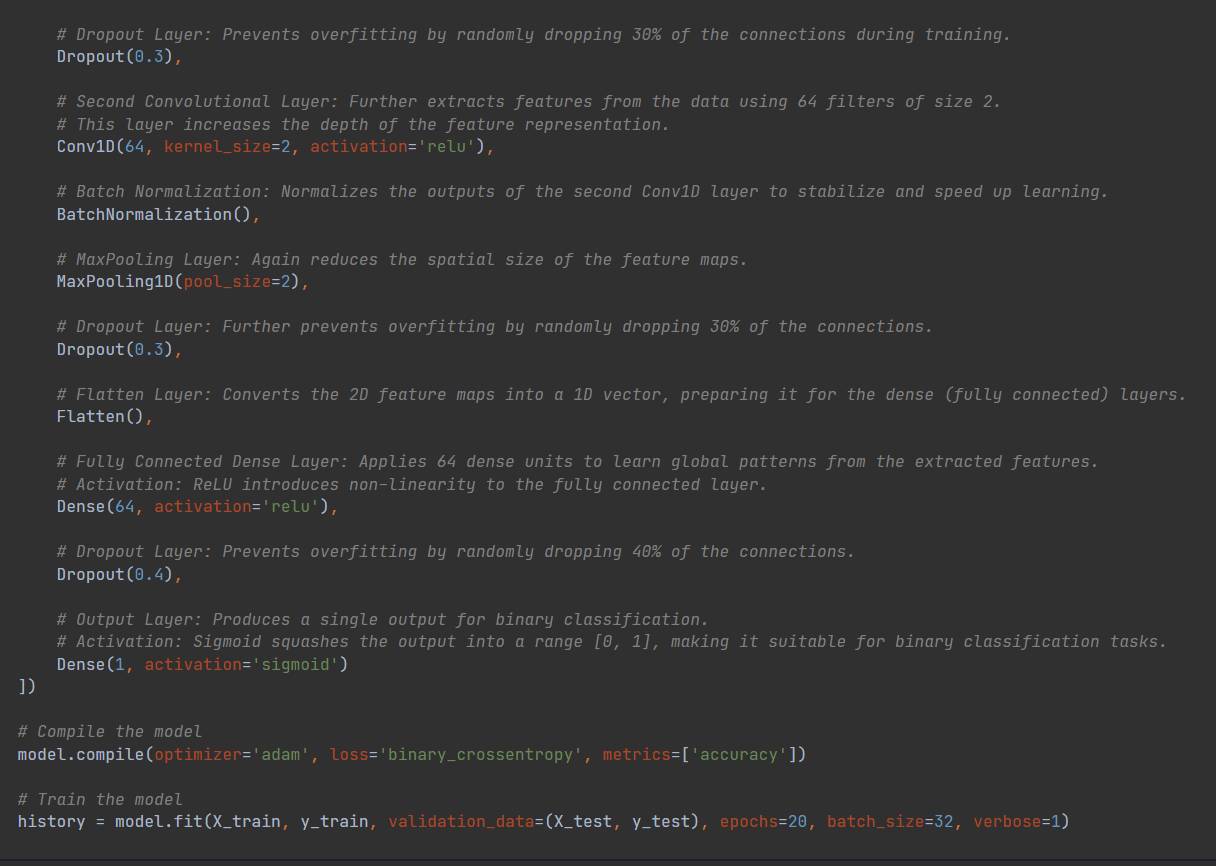 # Dropout Layer: Prevents overfitting by randomly dropping 30% of the connections during training.
Dropout(0.3),
# Second Convolutional Layer: Further extracts features from the data using 64 filters of size 2.
# This layer increases the depth of the feature representation.
Conv1D(64, kernel_size=2, activation='relu'),
# Batch Normalization: Normalizes the outputs of the second Conv1D layer to stabilize and speed up learning.
BatchNormalization(),
# MaxPooling Layer: Again reduces the spatial size of the feature maps.
MaxPooling1D(pool_size=2),
# Dropout Layer: Further prevents overfitting by randomly dropping 30% of the connections.
Dropout(0.3),
# Flatten Layer: Converts the 2D feature maps into a 1D vector, preparing it for the dense (fully connected) layers.
Flatten(),
# Fully Connected Dense Layer: Applies 64 dense units to learn global patterns from the extracted features.
# Activation: ReLU introduces non-linearity to the fully connected layer.
Dense(64, activation='relu'),
# Dropout Layer: Prevents overfitting by randomly dropping 40% of the connections.
Dropout(0.4),
# Output Layer: Produces a single output for binary classification.
# Activation: Sigmoid squashes the output into a range [0, 1], making it suitable for binary classification tasks.
Dense(1, activation='sigmoid')
])
# Compile the model
model.compile(optimizer='adam', loss='binary_crossentropy', metrics=['accuracy'])
# Train the model
history = model.fit(X_train, y_train, validation_data=(X_test, y_test), epochs=20, batch_size=32, verbose=1)